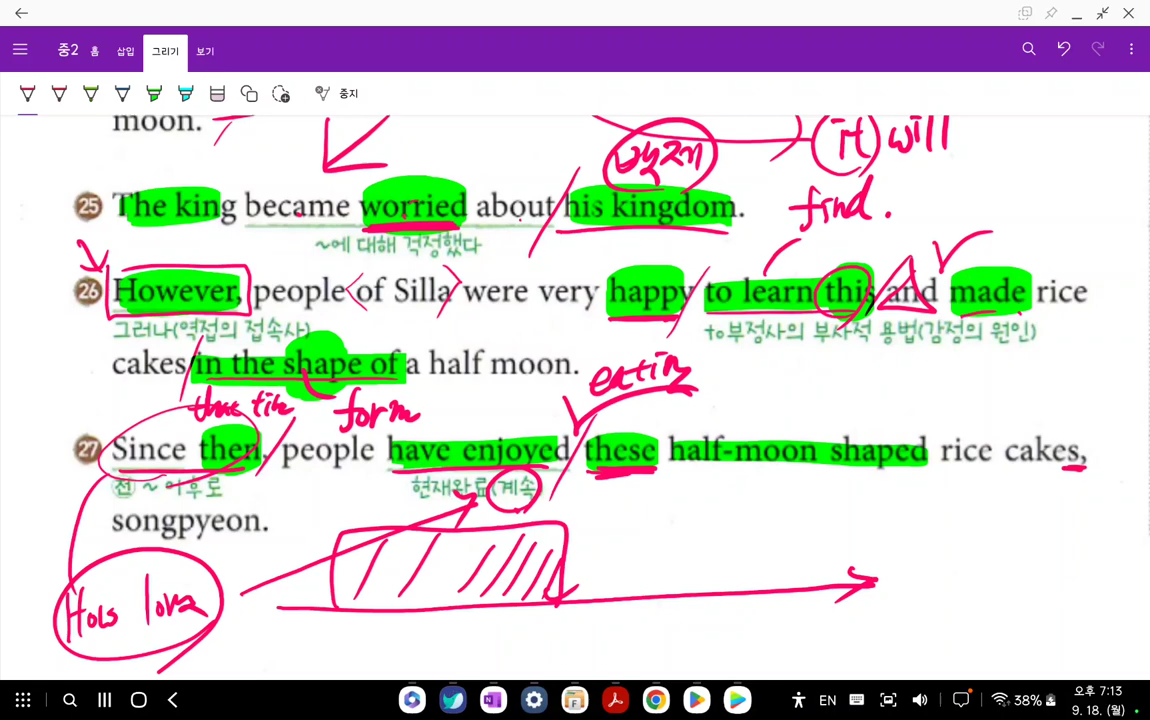 중2 홈 삽입 그리기 보기
중지
moon.
it will
find.
25 The king became worried about his kingdom.
~에 대해 걱정했다
26 However, people of Silla were very happy to learn this and made rice
그러나(역접의 접속사) to부정사의 부사적 용법(감정의 원인)
cakes in the shape of a half moon.
eating
form
27 Since then, people have enjoyed these half-moon shaped rice cakes,
전 ~ 이후로 현재완료(계속)
songpyeon.
EN 38% 오후 7:13
9. 18. (월)